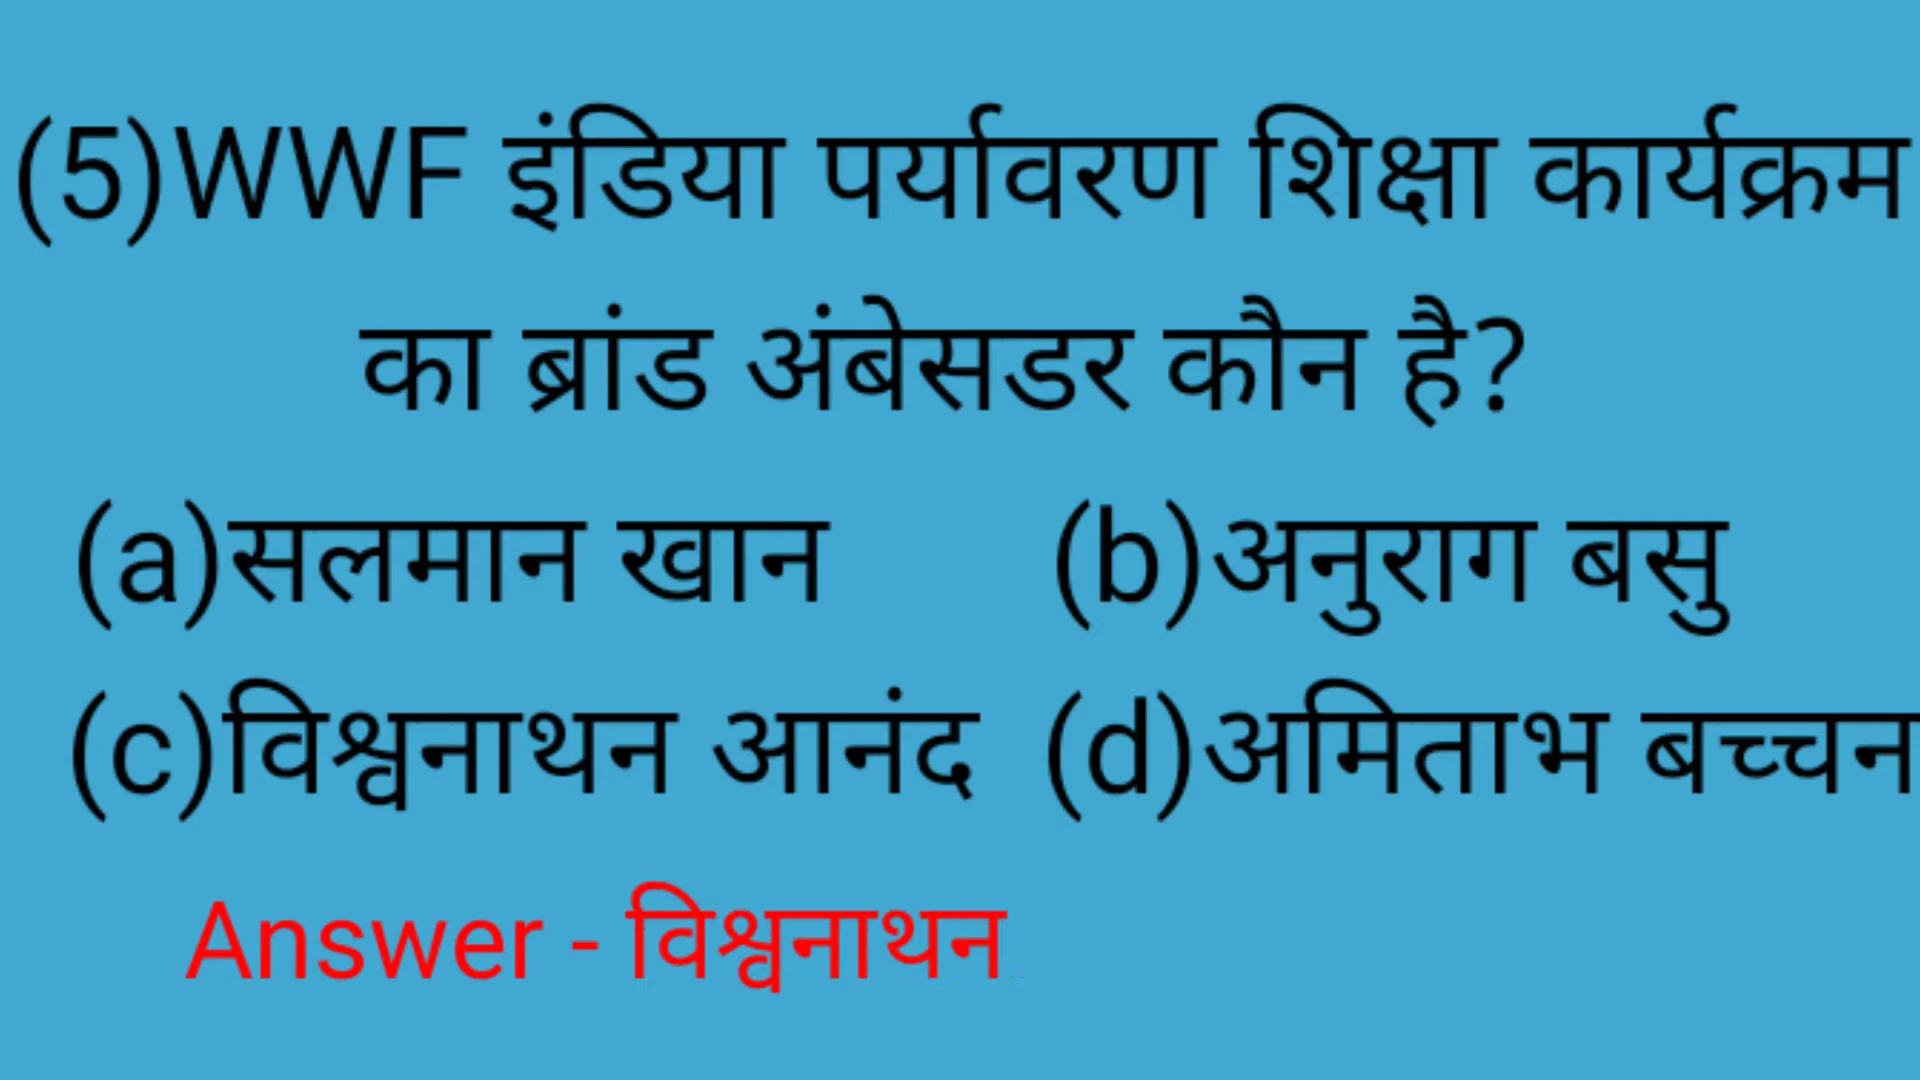 (5)WWF इंडिया पर्यावरण शिक्षा कार्यक्रम
का ब्रांड अंबेसडर कौन है?
(a)सलमान खान (b)अनुराग बसु
(c)विश्वनाथन आनंद (d)अमिताभ बच्चन
Answer - विश्वनाथन